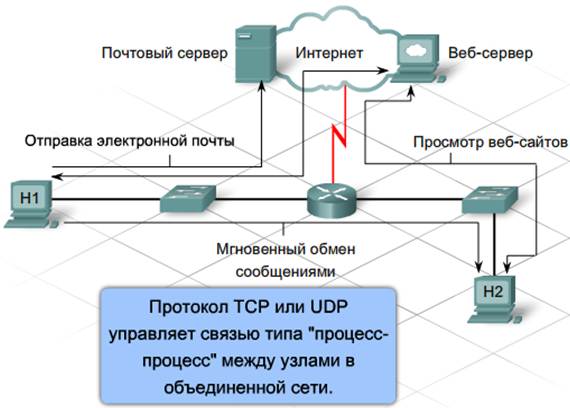 Почтовый сервер
Интернет
Веб-сервер
Отправка электронной почты
Просмотр веб-сайтов
H1
Мгновенный обмен
сообщениями
H2
Протокол TCP или UDP
управляет связью типа "процесс-
процесс" между узлами в
объединенной сети.